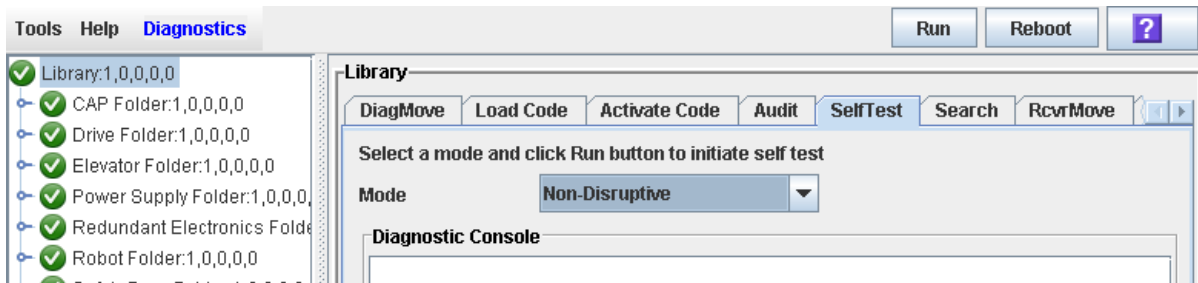 Tools Help Diagnostics Run Reboot ?
Library:1,0,0,0,0
CAP Folder:1,0,0,0,0
Drive Folder:1,0,0,0,0
Elevator Folder:1,0,0,0,0
Power Supply Folder:1,0,0,0,
Redundant Electronics Folde
Robot Folder:1,0,0,0,0
Library
DiagMove Load Code Activate Code Audit SelfTest Search RcvrMove
Select a mode and click Run button to initiate self test
Mode Non-Disruptive
Diagnostic Console